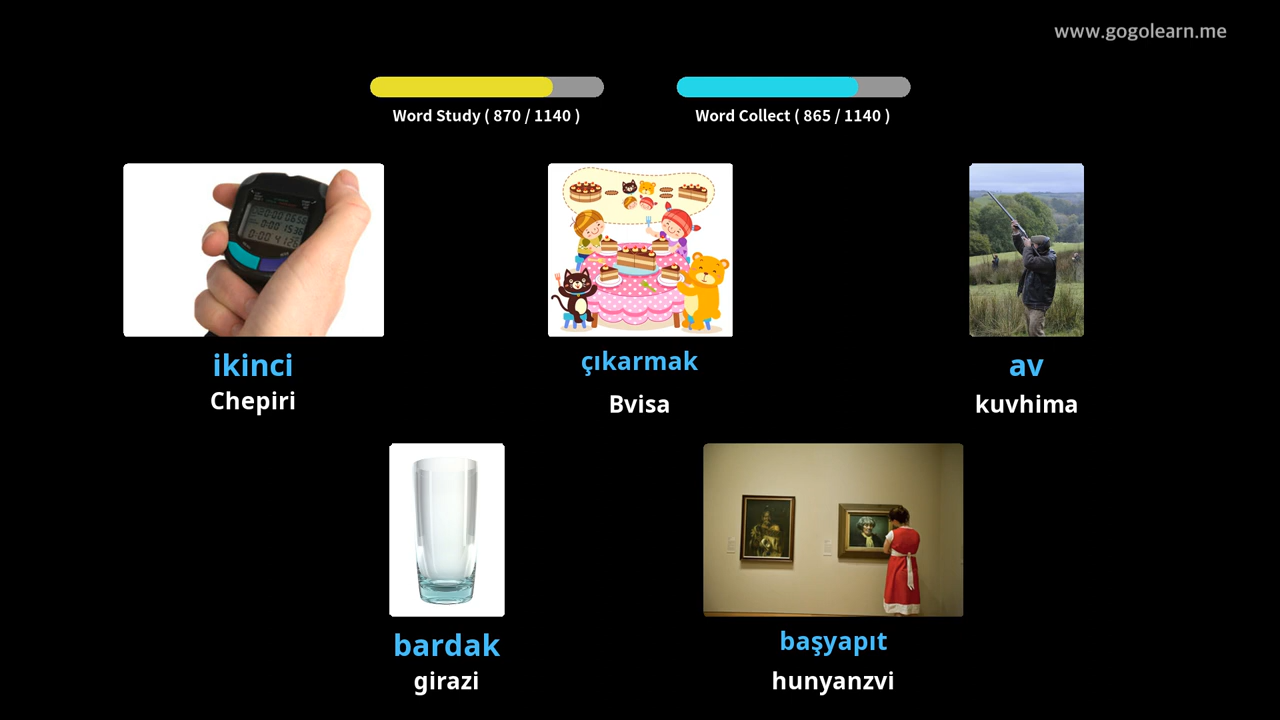 www.gogolearn.me
Word Study ( 870 / 1140 )
Word Collect ( 865 / 1140 )
ikinci
Chepiri
çıkarmak
Bvisa
av
kuvhima
bardak
girazi
başyapıt
hunyanzvi